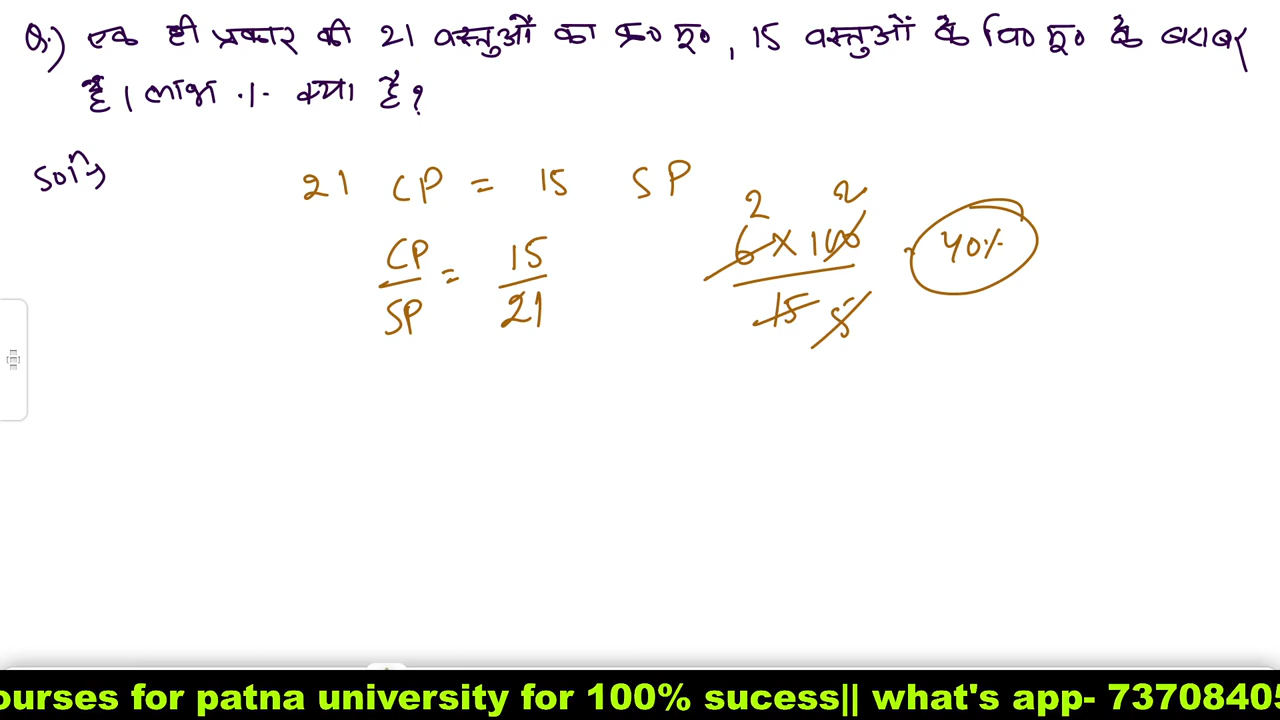 Q.) एक ही प्रकार की 21 वस्तुओं का क्र० मू०, 15 वस्तुओं के वि० मू० के बराबर
है। लाभ % क्या है?
Solⁿ→
21 CP = 15 SP
CP/SP = 15/21
2 2
6 × 100 / 15 5 = 40%
ourses for patna university for 100% sucess|| what's app- 73708405